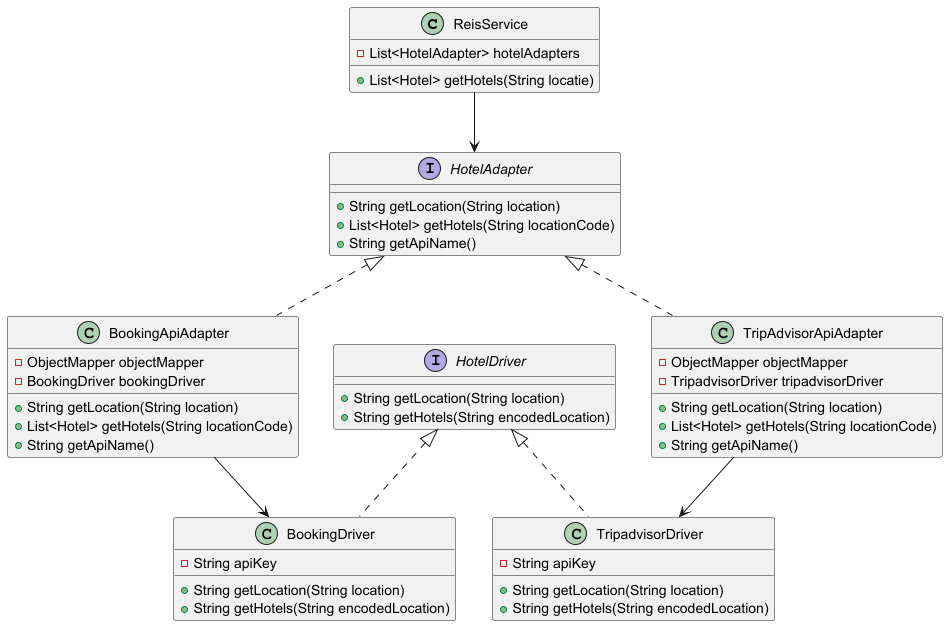 C ReisService
List<HotelAdapter> hotelAdapters
List<Hotel> getHotels(String locatie)
I HotelAdapter
String getLocation(String location)
List<Hotel> getHotels(String locationCode)
String getApiName()
C BookingApiAdapter
ObjectMapper objectMapper
BookingDriver bookingDriver
String getLocation(String location)
List<Hotel> getHotels(String locationCode)
String getApiName()
I HotelDriver
String getLocation(String location)
String getHotels(String encodedLocation)
C TripAdvisorApiAdapter
ObjectMapper objectMapper
TripadvisorDriver tripadvisorDriver
String getLocation(String location)
List<Hotel> getHotels(String locationCode)
String getApiName()
C BookingDriver
String apiKey
String getLocation(String location)
String getHotels(String encodedLocation)
C TripadvisorDriver
String apiKey
String getLocation(String location)
String getHotels(String encodedLocation)